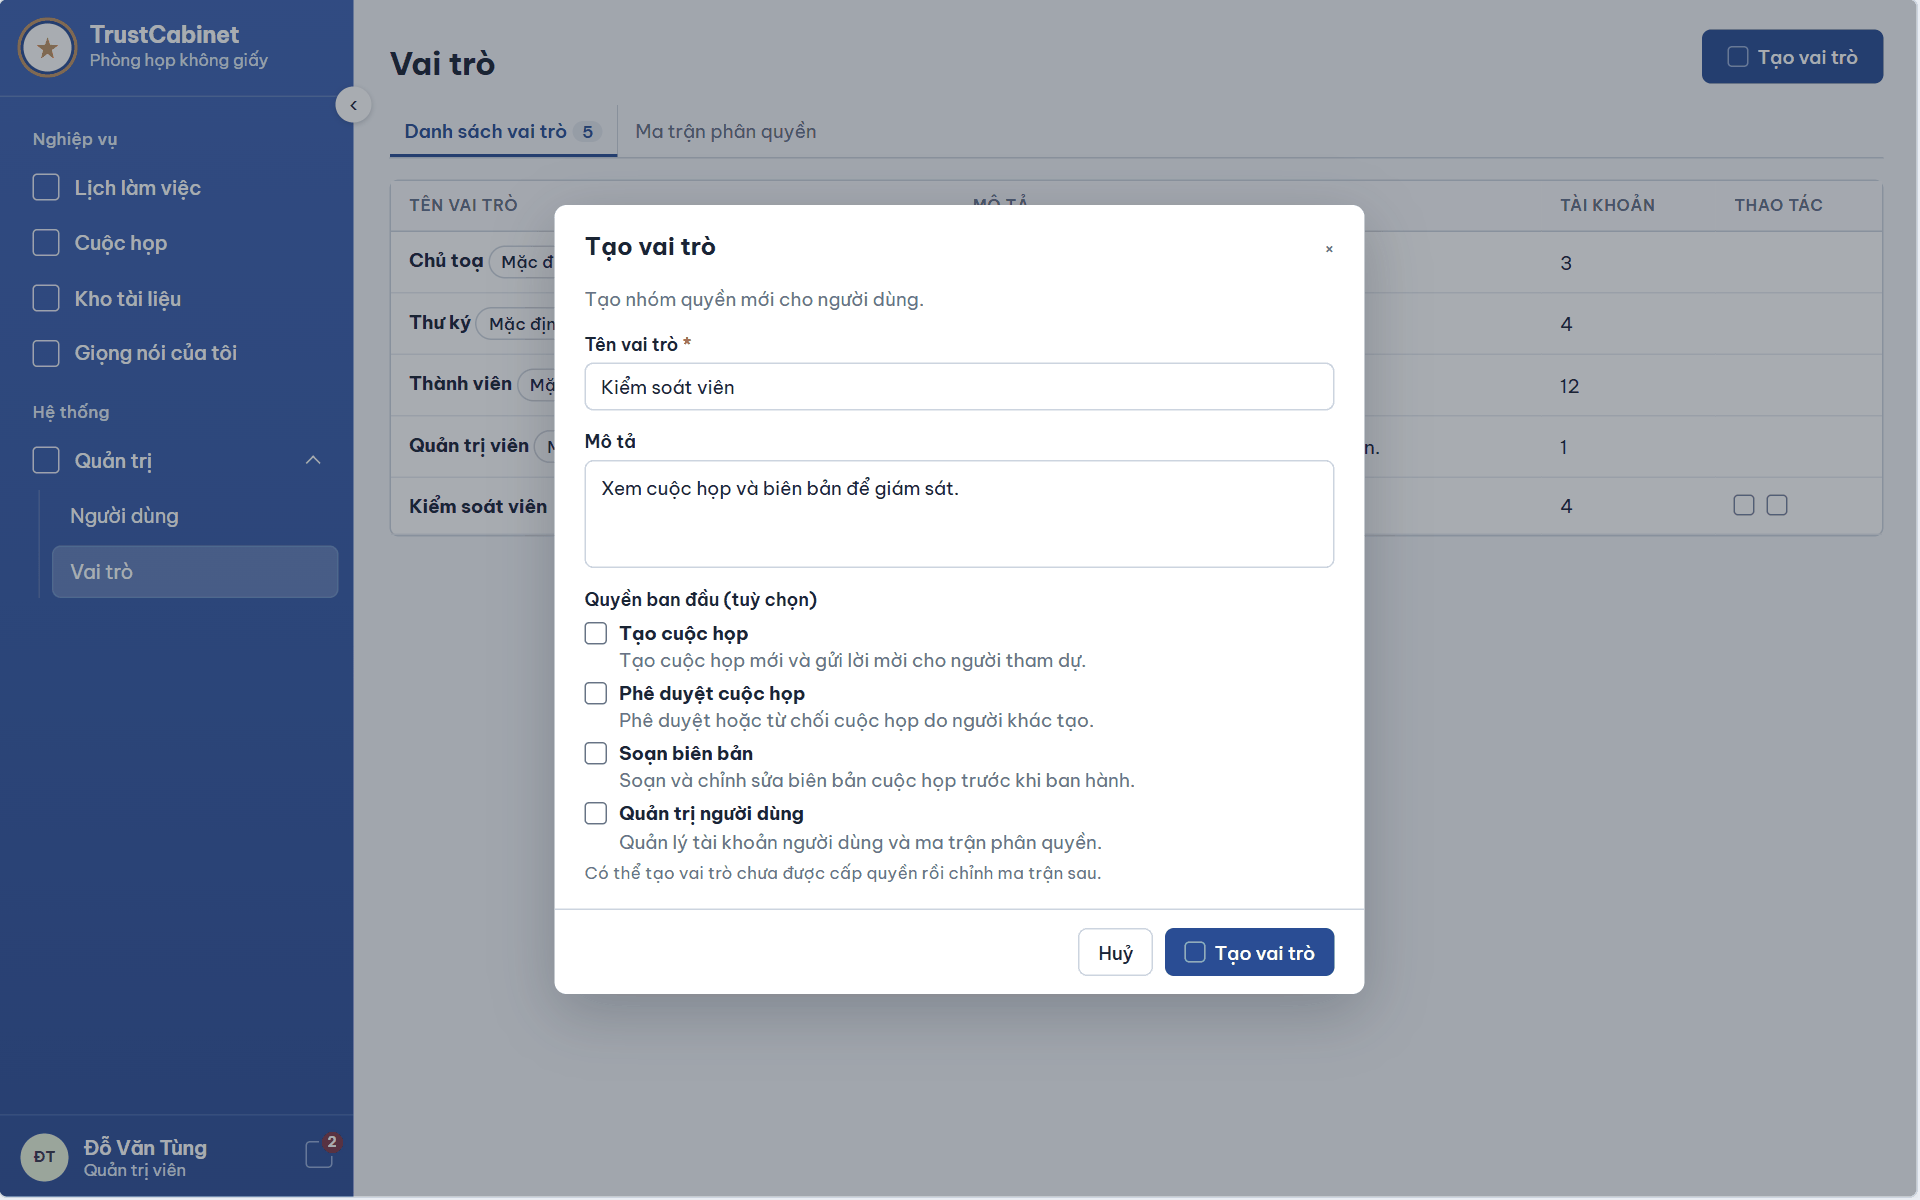 TrustCabinet
Phòng họp không giấy
Nghiệp vụ
Lịch làm việc
Cuộc họp
Kho tài liệu
Giọng nói của tôi
Hệ thống
Quản trị
Người dùng
Vai trò
ĐT
Đỗ Văn Tùng
Quản trị viên
2
Vai trò
Tạo vai trò
Danh sách vai trò 5
Ma trận phân quyền
TÊN VAI TRÒ MÔ TẢ TÀI KHOẢN THAO TÁC
Chủ toạ 3
Thư ký 4
Thành viên 12
Quản trị viên 1
Kiểm soát viên 4
Tạo vai trò
×
Tạo nhóm quyền mới cho người dùng.
Tên vai trò *
Kiểm soát viên
Mô tả
Xem cuộc họp và biên bản để giám sát.
Quyền ban đầu (tuỳ chọn)
Tạo cuộc họp
Tạo cuộc họp mới và gửi lời mời cho người tham dự.
Phê duyệt cuộc họp
Phê duyệt hoặc từ chối cuộc họp do người khác tạo.
Soạn biên bản
Soạn và chỉnh sửa biên bản cuộc họp trước khi ban hành.
Quản trị người dùng
Quản lý tài khoản người dùng và ma trận phân quyền.
Có thể tạo vai trò chưa được cấp quyền rồi chỉnh ma trận sau.
Huỷ
Tạo vai trò